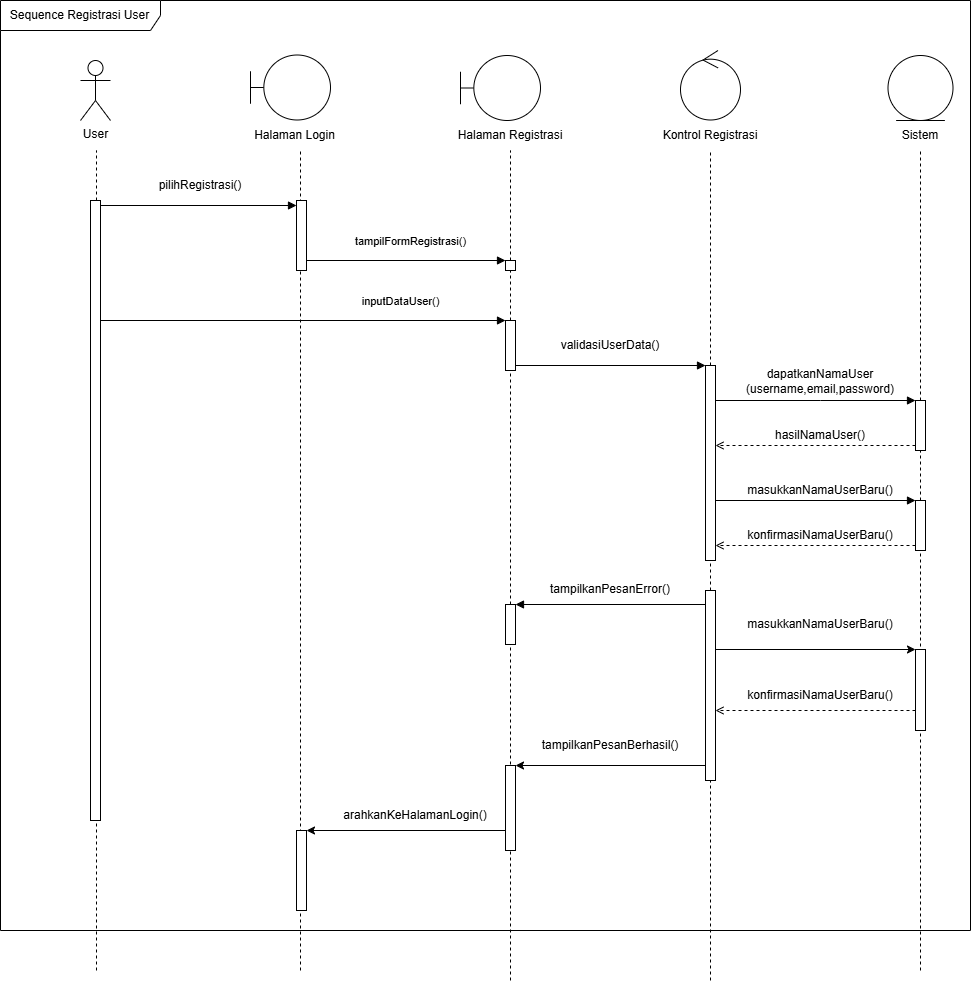 Sequence Registrasi User
User
Halaman Login
Halaman Registrasi
Kontrol Registrasi
Sistem
pilihRegistrasi()
tampilFormRegistrasi()
inputDataUser()
validasiUserData()
dapatkanNamaUser
(username,email,password)
hasilNamaUser()
masukkanNamaUserBaru()
konfirmasiNamaUserBaru()
tampilkanPesanError()
masukkanNamaUserBaru()
konfirmasiNamaUserBaru()
tampilkanPesanBerhasil()
arahkanKeHalamanLogin()